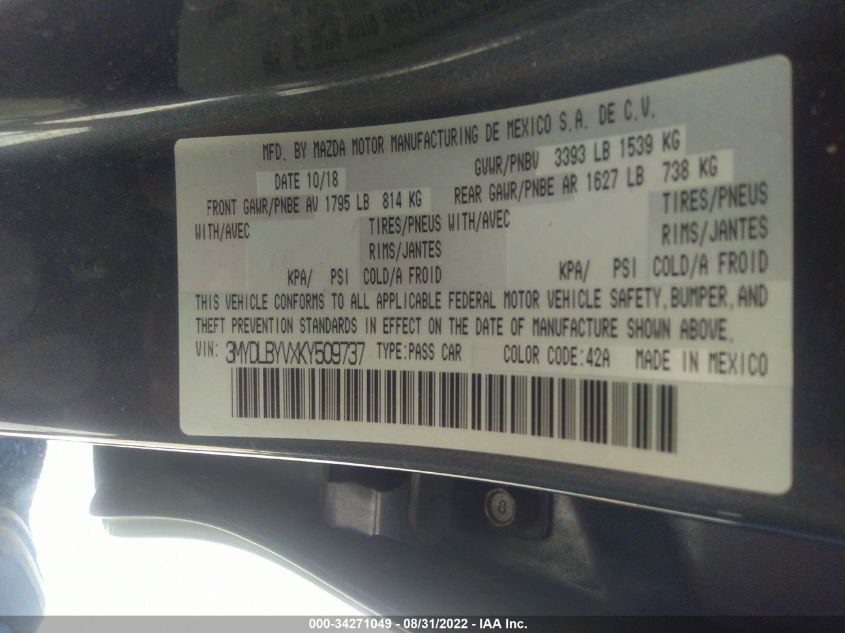 MFD. BY MAZDA MOTOR MANUFACTURING DE MEXICO S.A. DE C.V.
DATE 10/18 GVWR/PNBV 3393 LB 1539 KG
FRONT GAWR/PNBE AV 1795 LB 814 KG REAR GAWR/PNBE AR 1627 LB 738 KG
WITH/AVEC TIRES/PNEUS WITH/AVEC TIRES/PNEUS
RIMS/JANTES RIMS/JANTES
KPA/ PSI COLD/A FROID KPA/ PSI COLD/A FROID
THIS VEHICLE CONFORMS TO ALL APPLICABLE FEDERAL MOTOR VEHICLE SAFETY, BUMPER, AND
THEFT PREVENTION STANDARDS IN EFFECT ON THE DATE OF MANUFACTURE SHOWN ABOVE.
VIN: 3MYDLBYVXKY509737 TYPE:PASS CAR COLOR CODE:42A MADE IN MEXICO
000-34271049 - 08/31/2022 - IAA Inc.